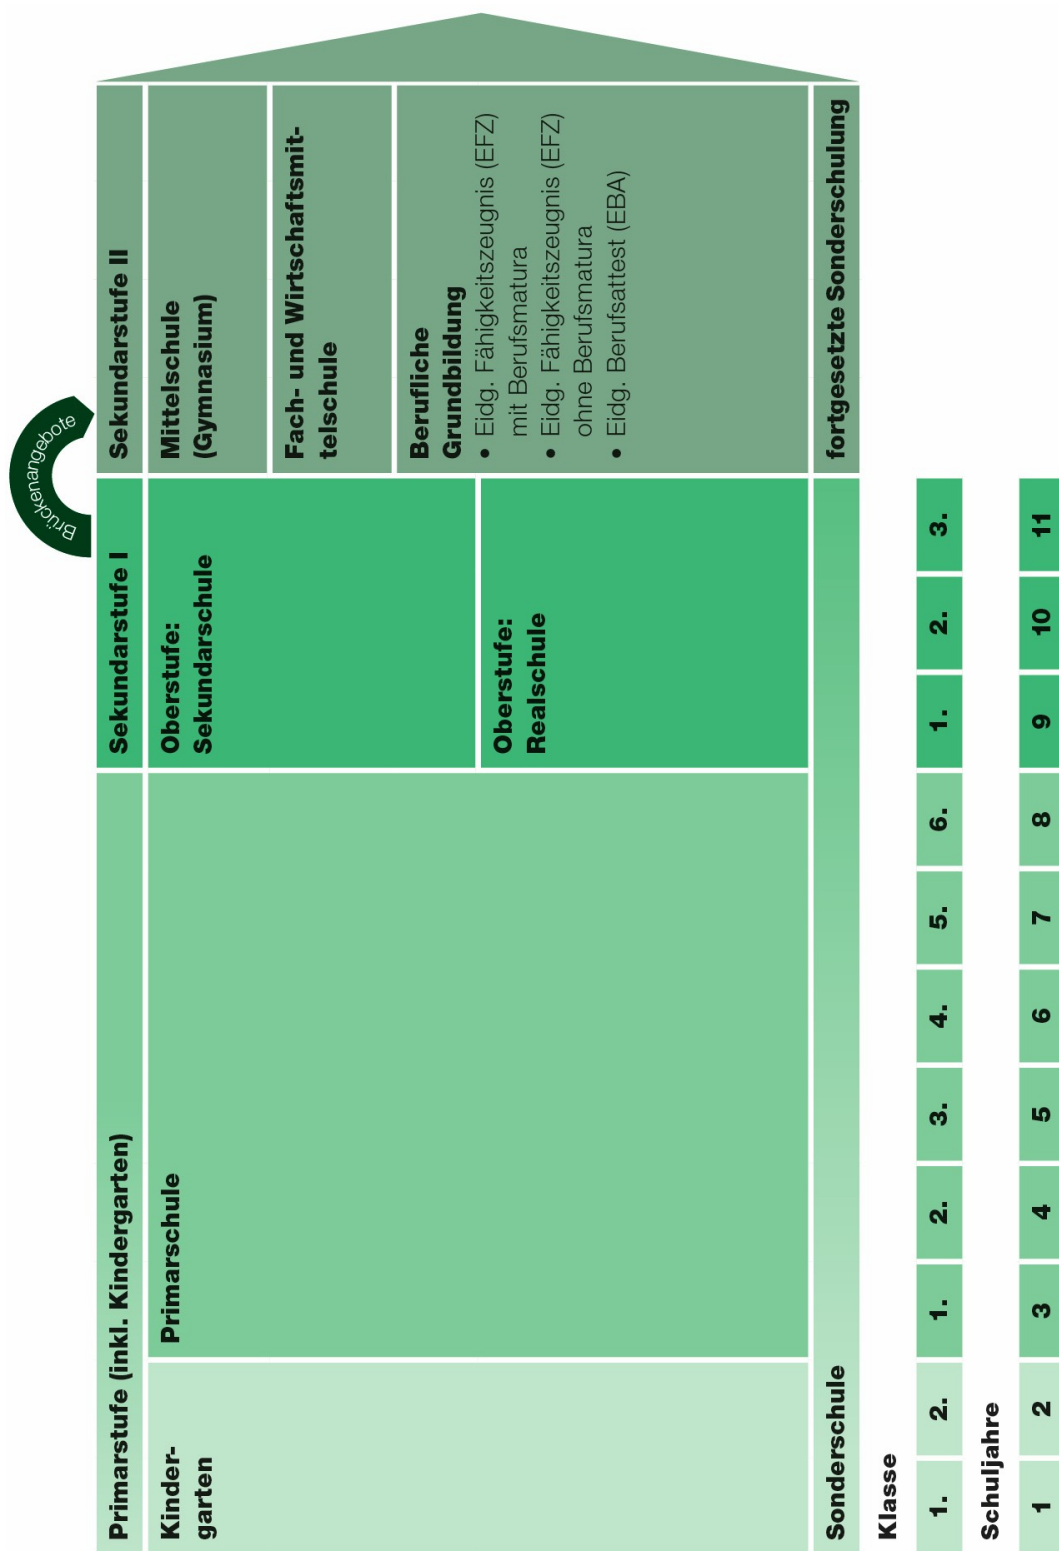 Brückenangebote
Primarstufe (inkl. Kindergarten)
Sekundarstufe I
Sekundarstufe II
Kinder-
garten
Primarschule
Oberstufe:
Sekundarschule
Oberstufe:
Realschule
Mittelschule
(Gymnasium)
Fach- und Wirtschaftsmit-
telschule
Berufliche
Grundbildung
• Eidg. Fähigkeitszeugnis (EFZ)
mit Berufsmatura
• Eidg. Fähigkeitszeugnis (EFZ)
ohne Berufsmatura
• Eidg. Berufsattest (EBA)
Sonderschule
fortgesetzte Sonderschulung
Klasse
1. 2. 1. 2. 3. 4. 5. 6. 1. 2. 3.
Schuljahre
1 2 3 4 5 6 7 8 9 10 11